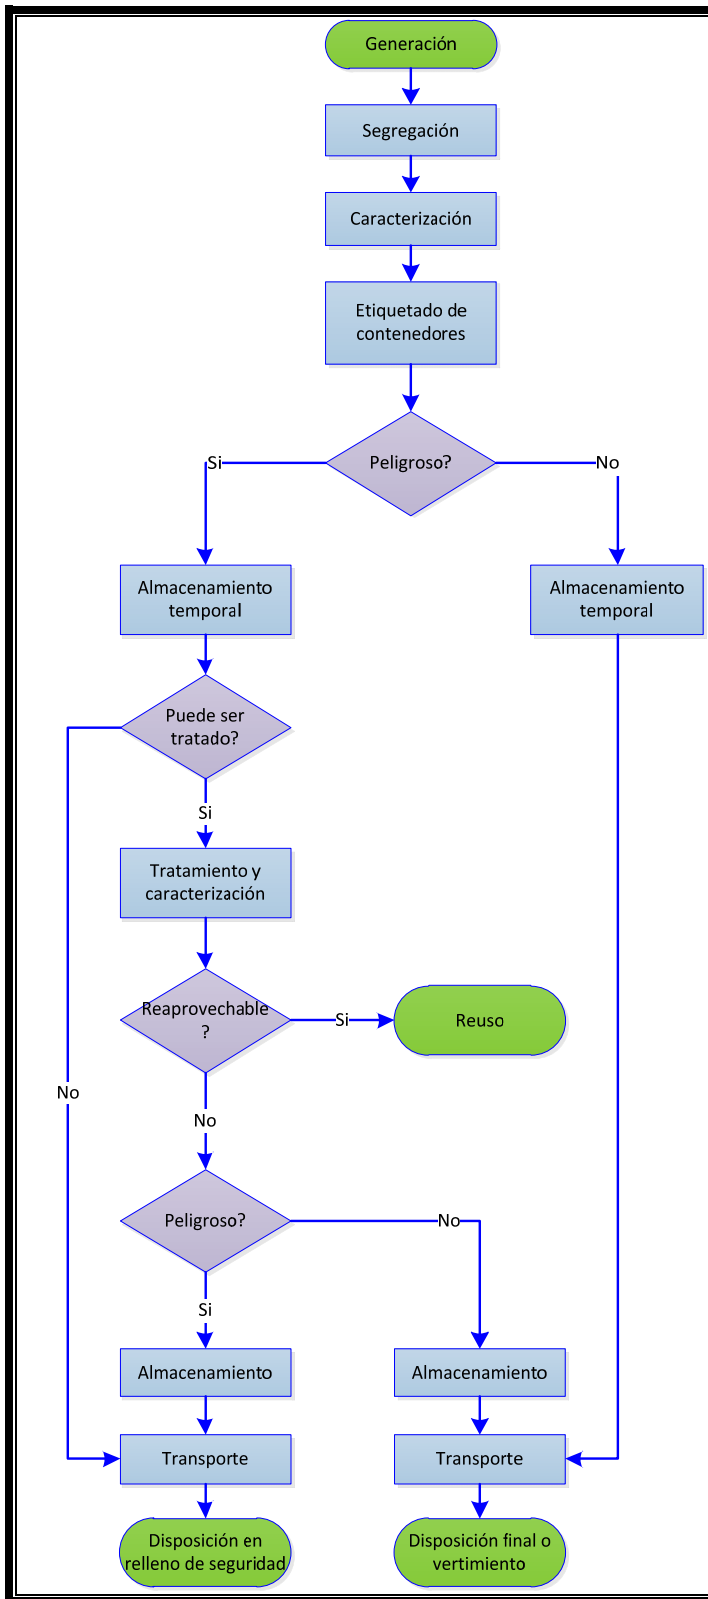 Generación
Segregación
Caracterización
Etiquetado de
contenedores
Peligroso?
Si
No
Almacenamiento
temporal
Almacenamiento
temporal
Puede ser
tratado?
Si
Tratamiento y
caracterización
Reaprovechable
?
Si
Reuso
No
No
Peligroso?
No
Si
Almacenamiento
Almacenamiento
Transporte
Transporte
Disposición en
relleno de seguridad
Disposición final o
vertimiento